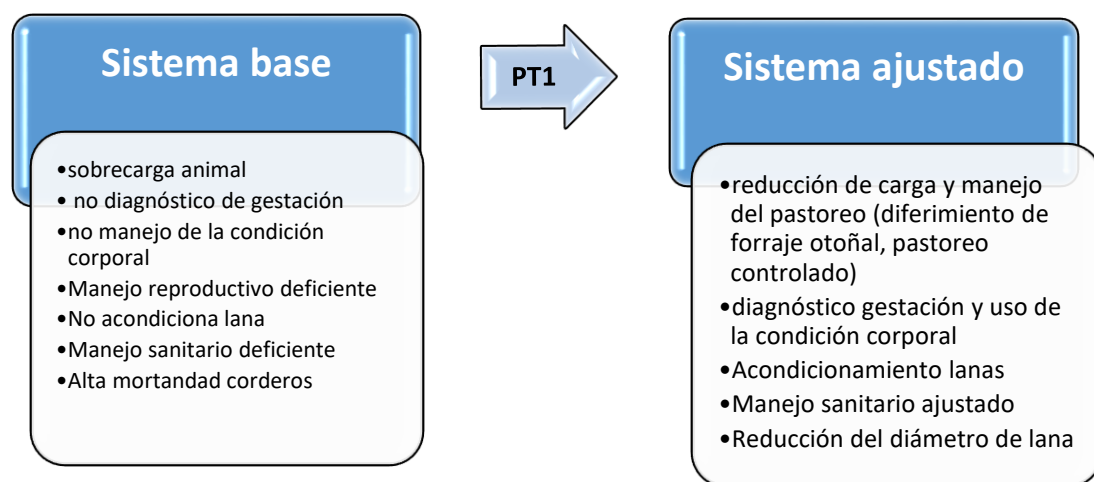 Sistema base
•sobrecarga animal
• no diagnóstico de gestación
•no manejo de la condición
corporal
•Manejo reproductivo deficiente
•No acondiciona lana
•Manejo sanitario deficiente
•Alta mortandad corderos
PT1
Sistema ajustado
•reducción de carga y manejo
del pastoreo (diferimiento de
forraje otoñal, pastoreo
controlado)
•diagnóstico gestación y uso de
la condición corporal
•Acondicionamiento lanas
•Manejo sanitario ajustado
•Reducción del diámetro de lana